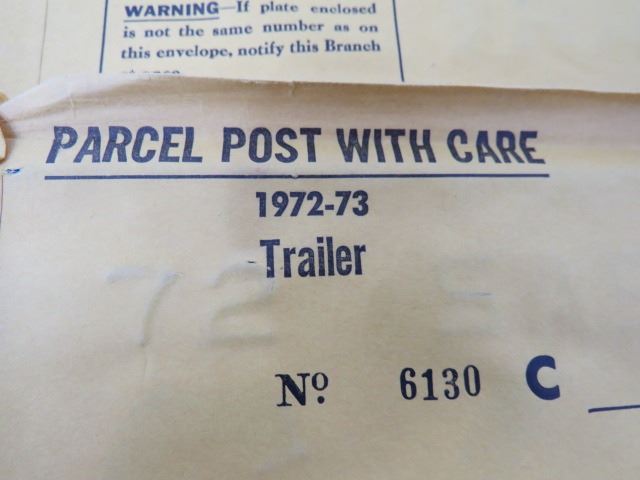 WARNING—If plate enclosed
is not the same number as on
this envelope, notify this Branch
PARCEL POST WITH CARE
1972-73
Trailer
72
Nº 6130 C